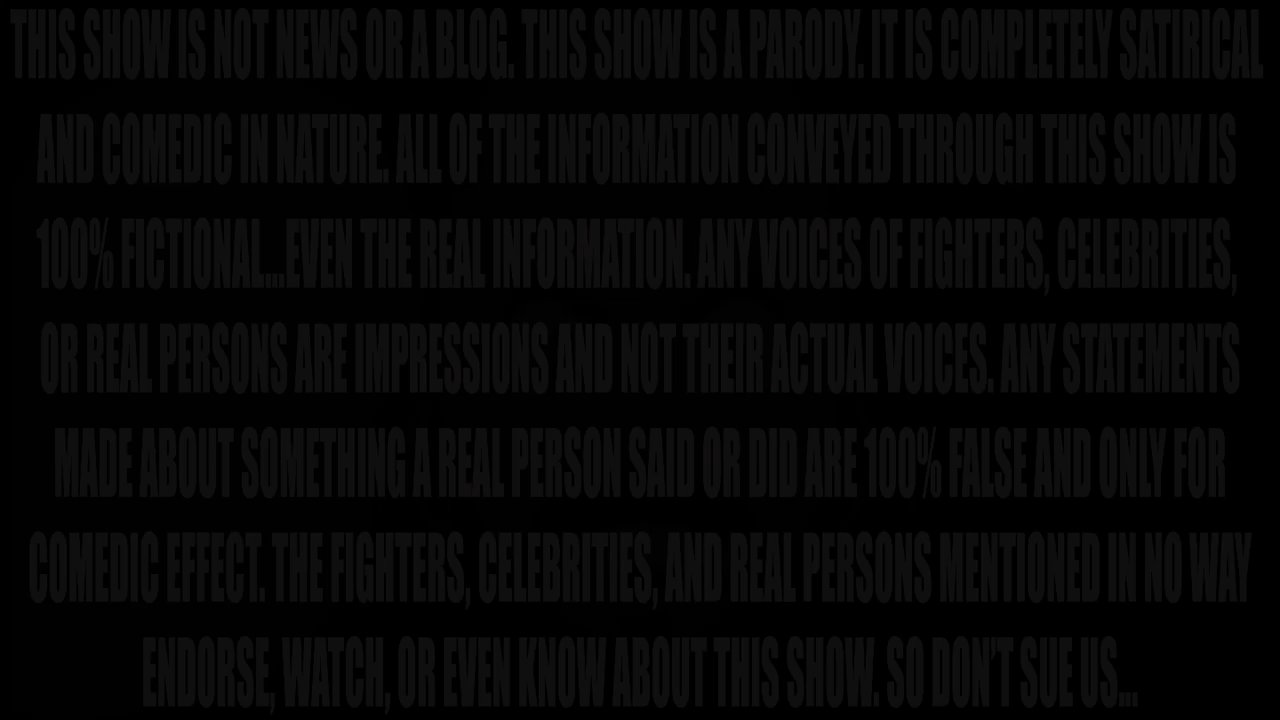 THIS SHOW IS NOT NEWS OR A BLOG. THIS SHOW IS A PARODY. IT IS COMPLETELY SATIRICAL
AND COMEDIC IN NATURE. ALL OF THE INFORMATION CONVEYED THROUGH THIS SHOW IS
100% FICTIONAL...EVEN THE REAL INFORMATION. ANY VOICES OF FIGHTERS, CELEBRITIES,
OR REAL PERSONS ARE IMPRESSIONS AND NOT THEIR ACTUAL VOICES. ANY STATEMENTS
MADE ABOUT SOMETHING A REAL PERSON SAID OR DID ARE 100% FALSE AND ONLY FOR
COMEDIC EFFECT. THE FIGHTERS, CELEBRITIES, AND REAL PERSONS MENTIONED IN NO WAY
ENDORSE, WATCH, OR EVEN KNOW ABOUT THIS SHOW. SO DON'T SUE US...